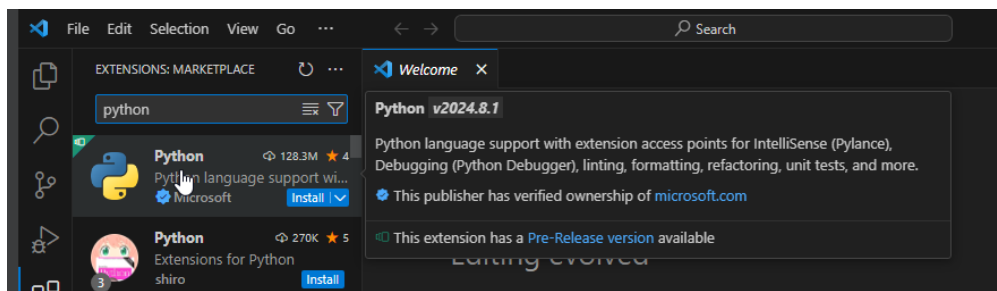 File Edit Selection View Go ···
Search
EXTENSIONS: MARKETPLACE ···
Welcome
python
Python v2024.8.1
Python language support with extension access points for IntelliSense (Pylance),
Debugging (Python Debugger), linting, formatting, refactoring, unit tests, and more.
This publisher has verified ownership of microsoft.com
This extension has a Pre-Release version available
Python 128.3M ★ 4
Python language support wi...
Microsoft Install
Python 270K ★ 5
Extensions for Python
shiro Install
3
Editing evolved